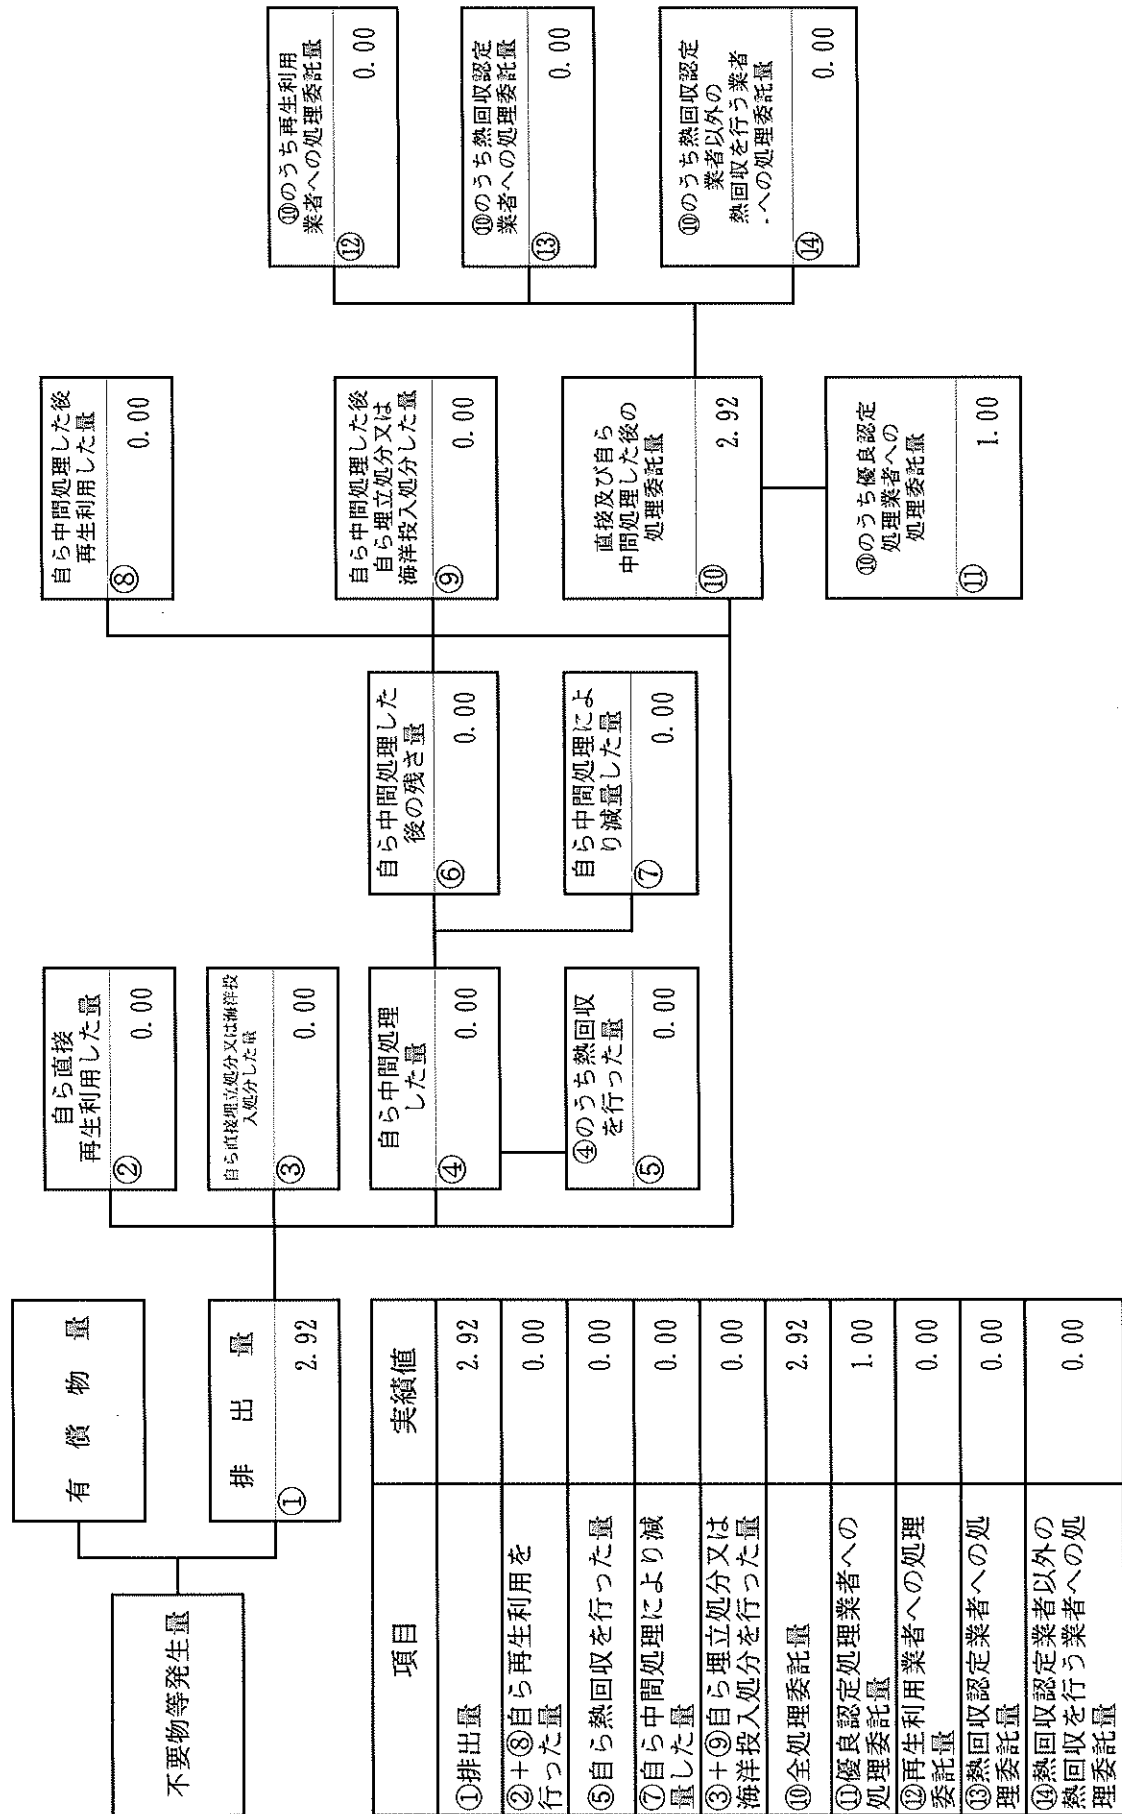 不要物等発生量
有償物量
排出量
①
2.92
自ら直接
再生利用した量
②
0.00
自ら直接埋立処分又は海洋投
入処分した量
③
0.00
自ら中間処理
した量
④
0.00
④のうち熱回収
を行った量
⑤
0.00
自ら中間処理した
後の残さ量
⑥
0.00
自ら中間処理によ
り減量した量
⑦
0.00
自ら中間処理した後
再生利用した量
⑧
0.00
自ら中間処理した後
自ら埋立処分又は
海洋投入処分した量
⑨
0.00
直接及び自ら
中間処理した後の
処理委託量
⑩
2.92
⑩のうち優良認定
処理業者への
処理委託量
⑪
1.00
⑩のうち再生利用
業者への処理委託量
⑫
0.00
⑩のうち熱回収認定
業者への処理委託量
⑬
0.00
⑩のうち熱回収認定
業者以外の
熱回収を行う業者
への処理委託量
⑭
0.00
項目 実績値
①排出量 2.92
②+⑧自ら再生利用を
行った量 0.00
⑤自ら熱回収を行った量 0.00
⑦自ら中間処理により減
量した量 0.00
③+⑨自ら埋立処分又は
海洋投入処分を行った量 0.00
⑩全処理委託量 2.92
⑪優良認定処理業者への
処理委託量 1.00
⑫再生利用業者への処理
委託量 0.00
⑬熱回収認定業者への処
理委託量 0.00
⑭熱回収認定業者以外の
熱回収を行う業者への処
理委託量 0.00